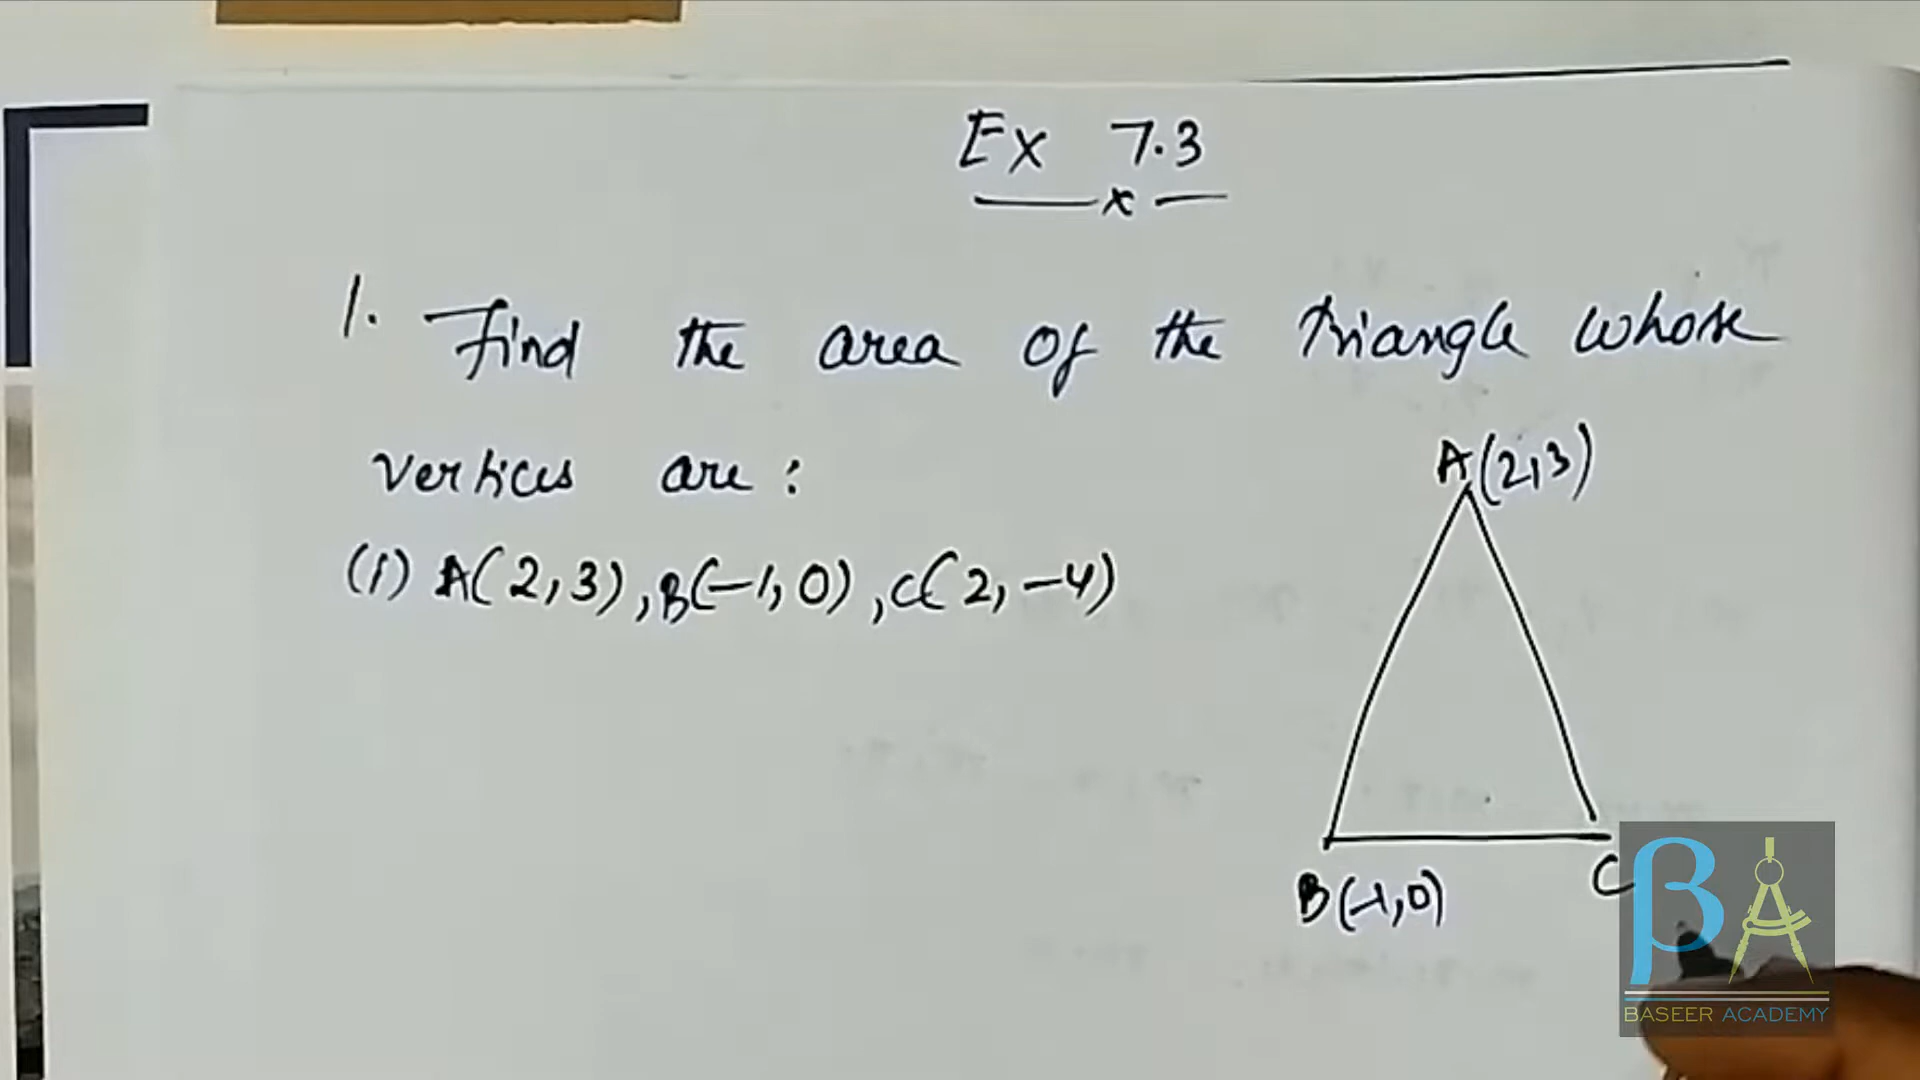 Ex 7.3
x
1. Find the area of the triangle whose
vertices are :
(i) A(2,3), B(-1,0), C(2,-4)
A(2,3)
B(-1,0)
C
βA
BASEER ACADEMY